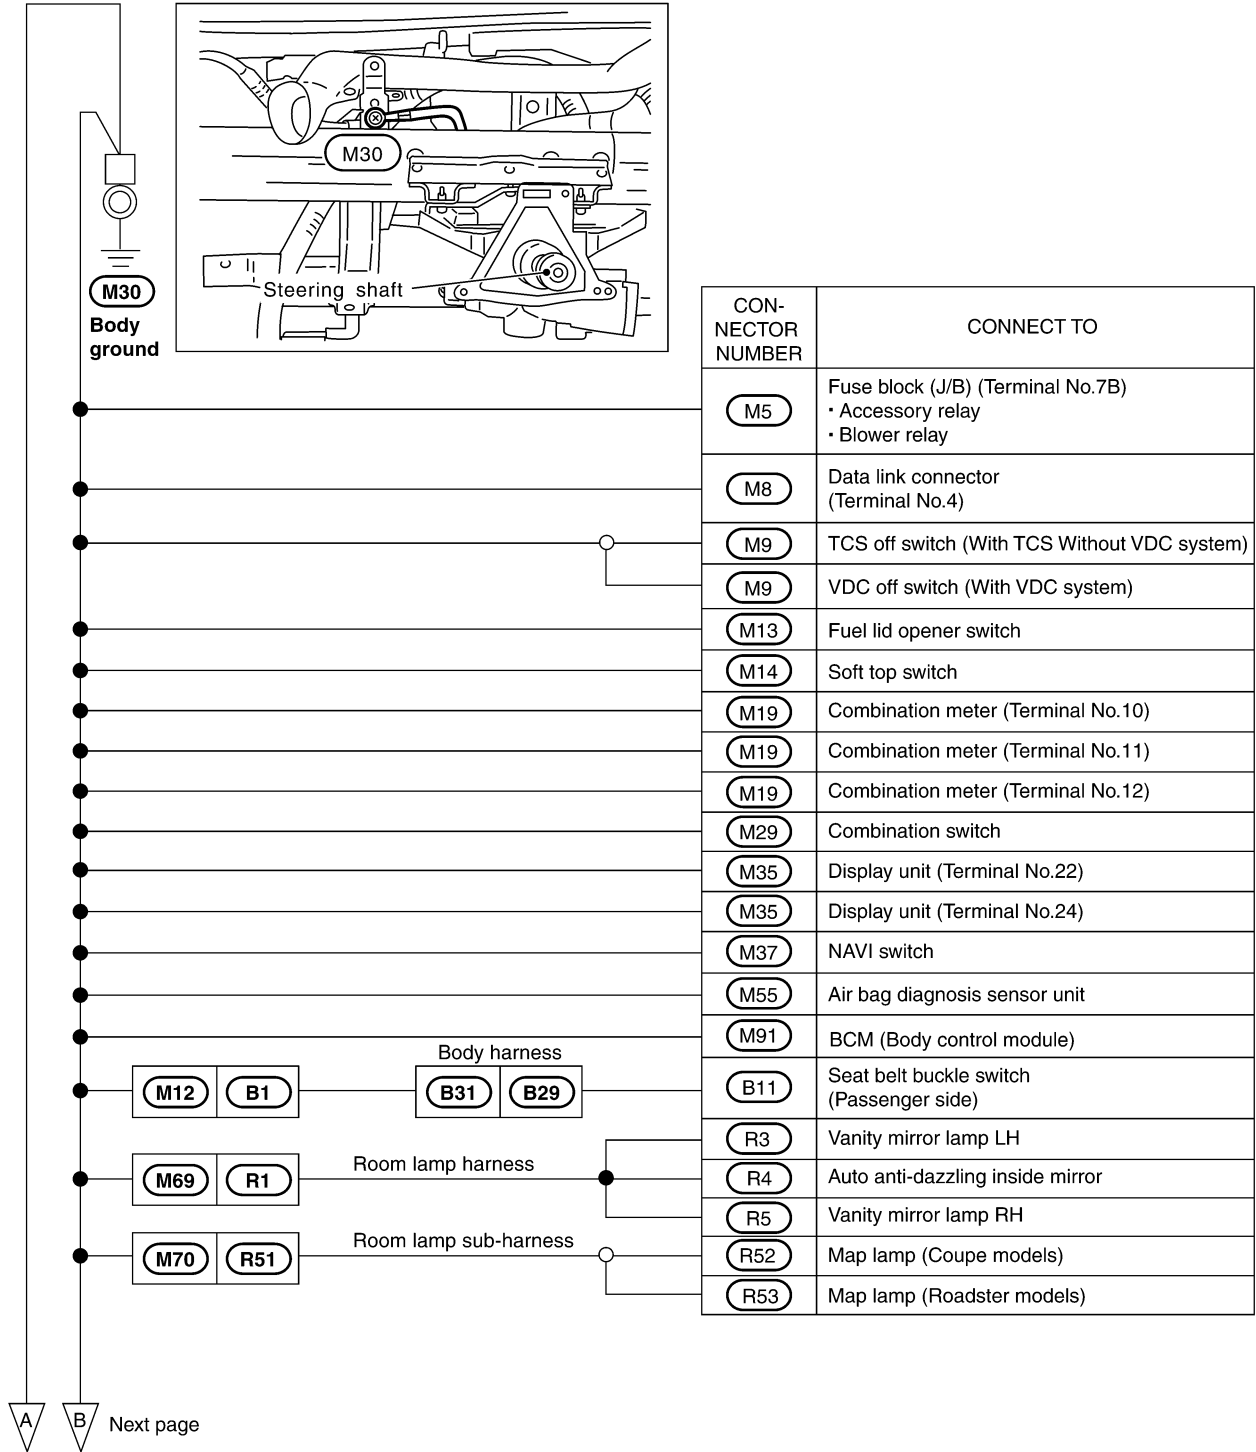 M30
Steering shaft
M30
Body
ground
CON-
NECTOR
NUMBER
CONNECT TO
M5
Fuse block (J/B) (Terminal No.7B)
· Accessory relay
· Blower relay
M8
Data link connector
(Terminal No.4)
M9
TCS off switch (With TCS Without VDC system)
M9
VDC off switch (With VDC system)
M13
Fuel lid opener switch
M14
Soft top switch
M19
Combination meter (Terminal No.10)
M19
Combination meter (Terminal No.11)
M19
Combination meter (Terminal No.12)
M29
Combination switch
M35
Display unit (Terminal No.22)
M35
Display unit (Terminal No.24)
M37
NAVI switch
M55
Air bag diagnosis sensor unit
M91
BCM (Body control module)
Body harness
M12
B1
B31
B29
B11
Seat belt buckle switch
(Passenger side)
R3
Vanity mirror lamp LH
M69
R1
Room lamp harness
R4
Auto anti-dazzling inside mirror
R5
Vanity mirror lamp RH
M70
R51
Room lamp sub-harness
R52
Map lamp (Coupe models)
R53
Map lamp (Roadster models)
A
B
Next page